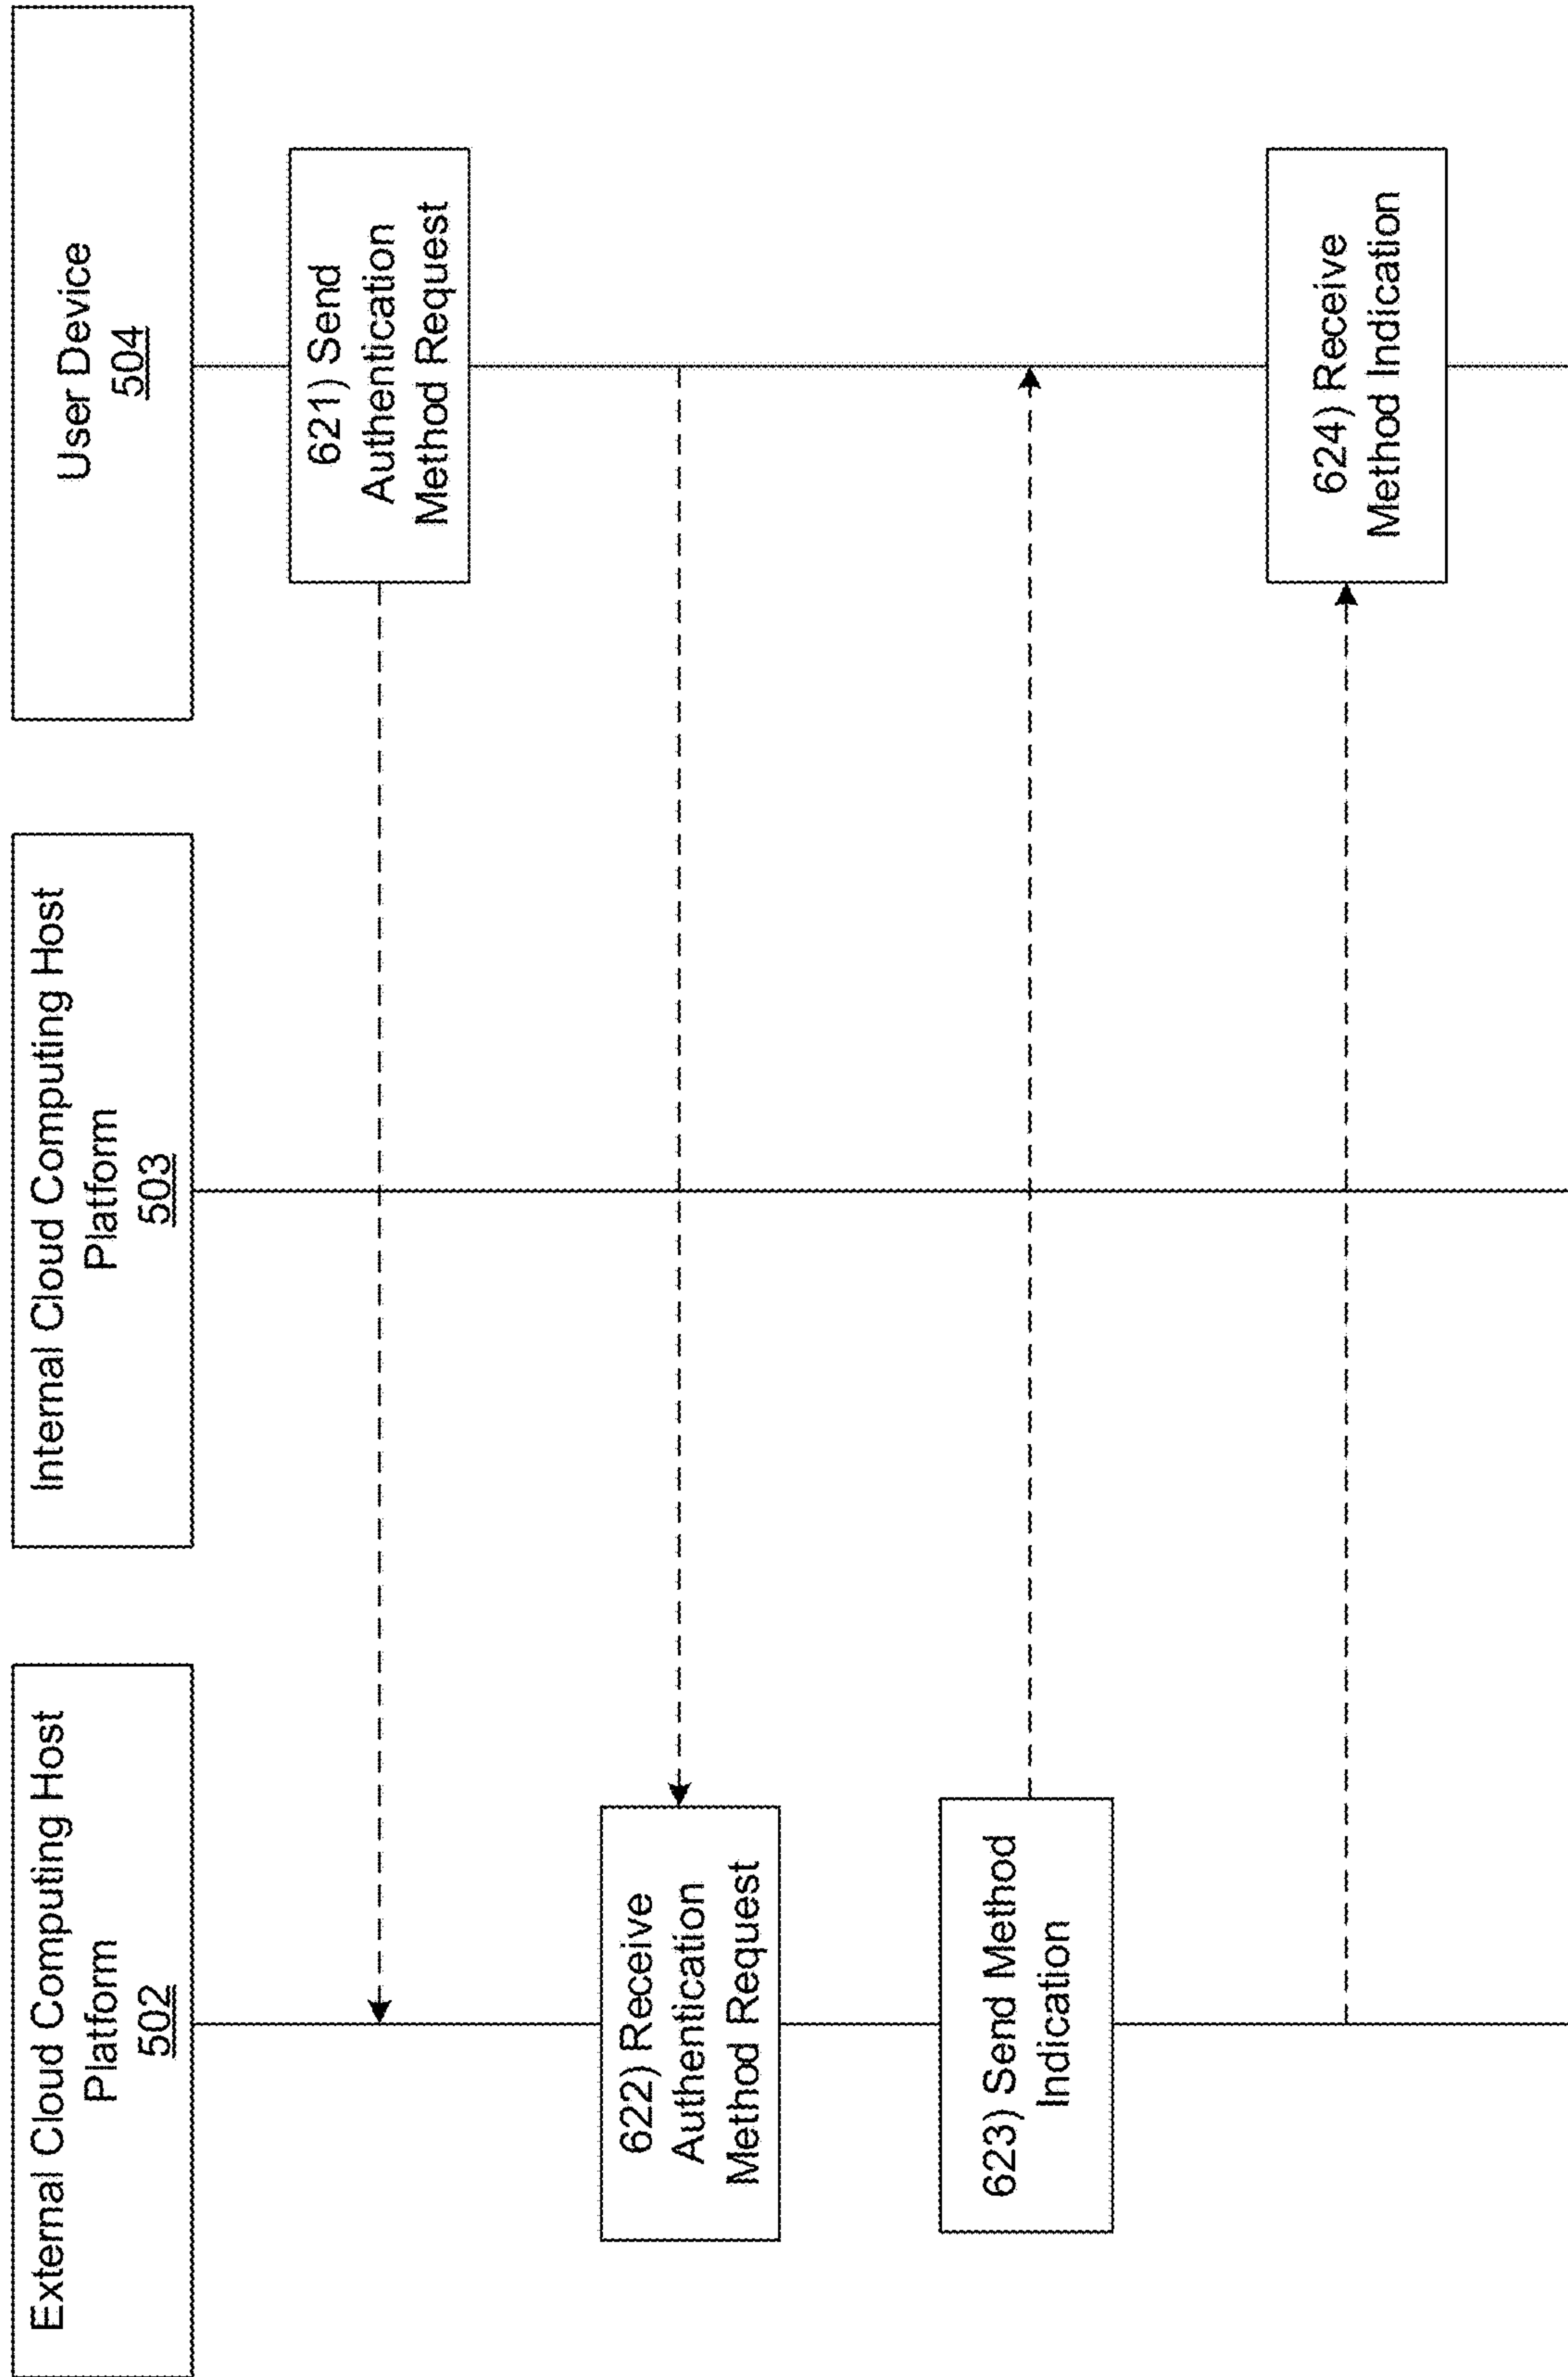 External Cloud Computing Host
Platform
502
Internal Cloud Computing Host
Platform
503
User Device
504
621) Send
Authentication
Method Request
622) Receive
Authentication
Method Request
623) Send Method
Indication
624) Receive
Method Indication